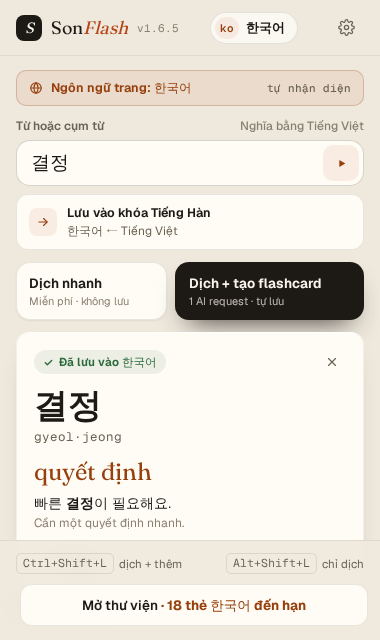 S SonFlash v1.6.5 ko 한국어
Ngôn ngữ trang: 한국어 tự nhận diện
Từ hoặc cụm từ Nghĩa bằng Tiếng Việt
결정
Lưu vào khóa Tiếng Hàn
한국어 ← Tiếng Việt
Dịch nhanh
Miễn phí · không lưu
Dịch + tạo flashcard
1 AI request · tự lưu
✓ Đã lưu vào 한국어
결정
gyeol·jeong
quyết định
빠른 결정이 필요해요.
Cần một quyết định nhanh.
Ctrl+Shift+L dịch + thêm Alt+Shift+L chỉ dịch
Mở thư viện · 18 thẻ 한국어 đến hạn